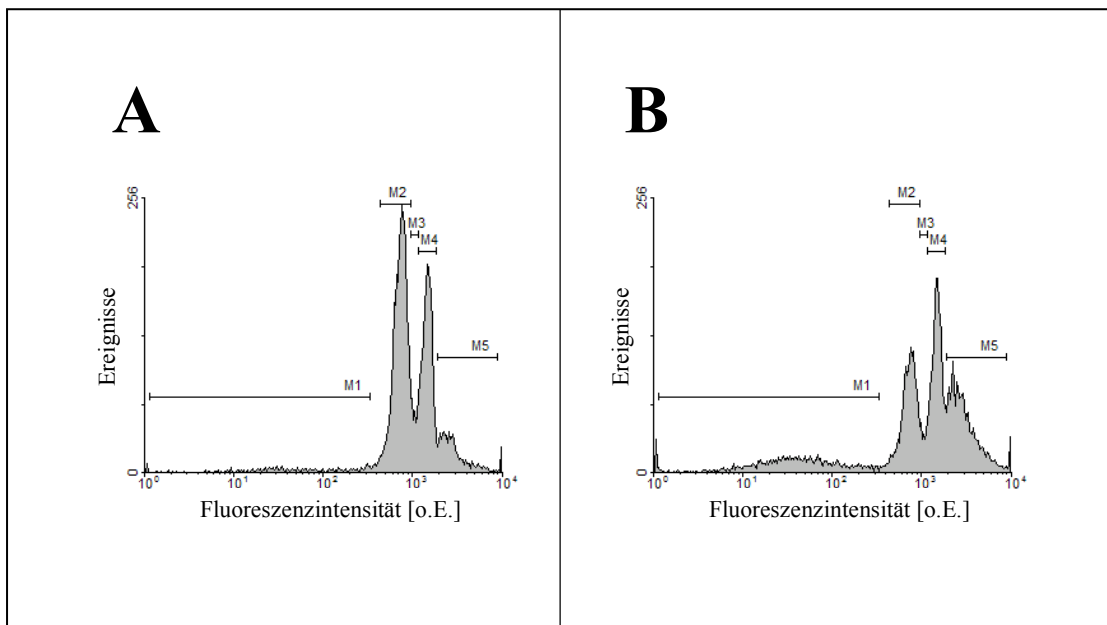 A
256
M2
M3
M4
M5
M1
Ereignisse
0
10^0 10^1 10^2 10^3 10^4
Fluoreszenzintensität [o.E.]
B
256
M2
M3
M4
M5
M1
Ereignisse
0
10^0 10^1 10^2 10^3 10^4
Fluoreszenzintensität [o.E.]